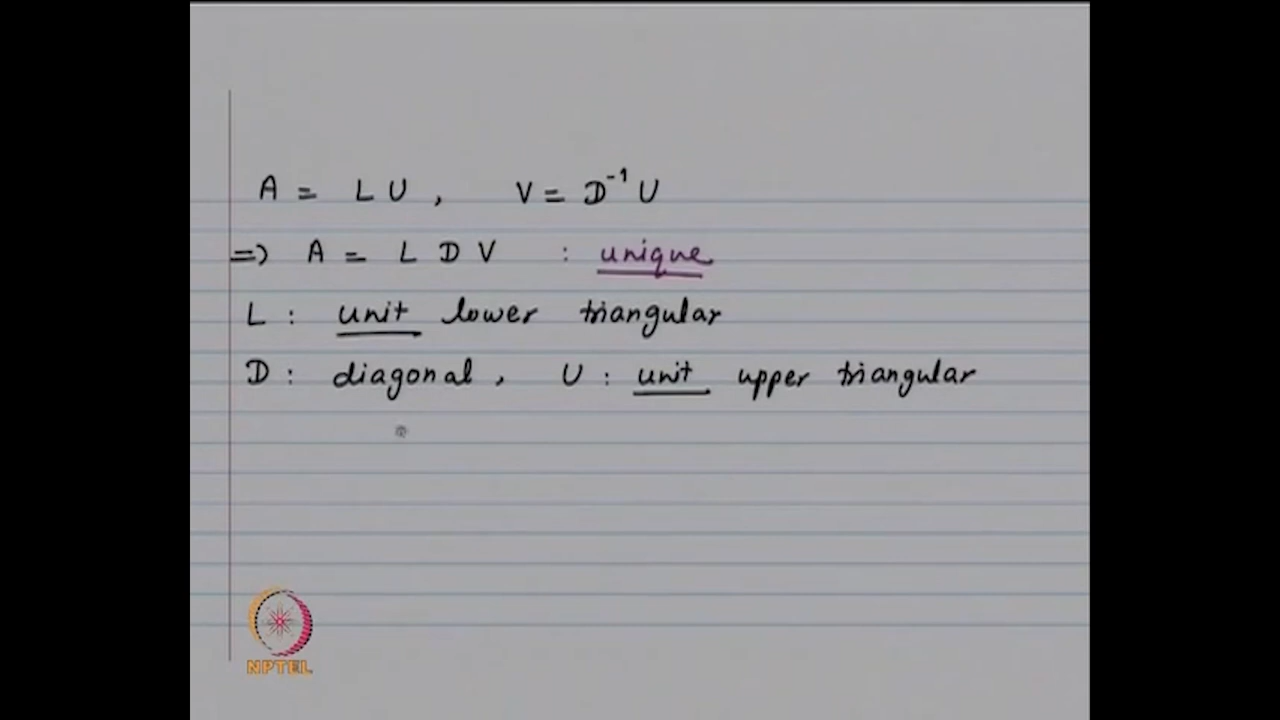 A = L U , V = D⁻¹ U
=> A = L D V : unique
L : unit lower triangular
D : diagonal , U : unit upper triangular
NPTEL